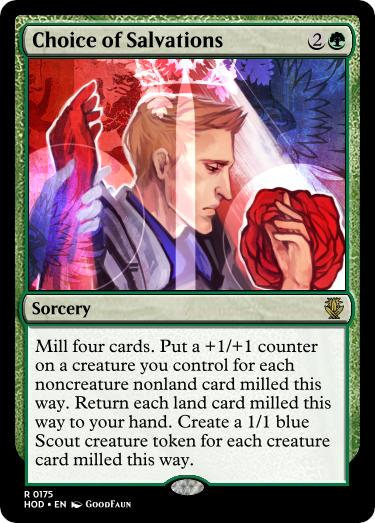 Choice of Salvations 2
Sorcery
Mill four cards. Put a +1/+1 counter
on a creature you control for each
noncreature nonland card milled this
way. Return each land card milled this
way to your hand. Create a 1/1 blue
Scout creature token for each creature
card milled this way.
R 0175
HOD • EN GoodFaun